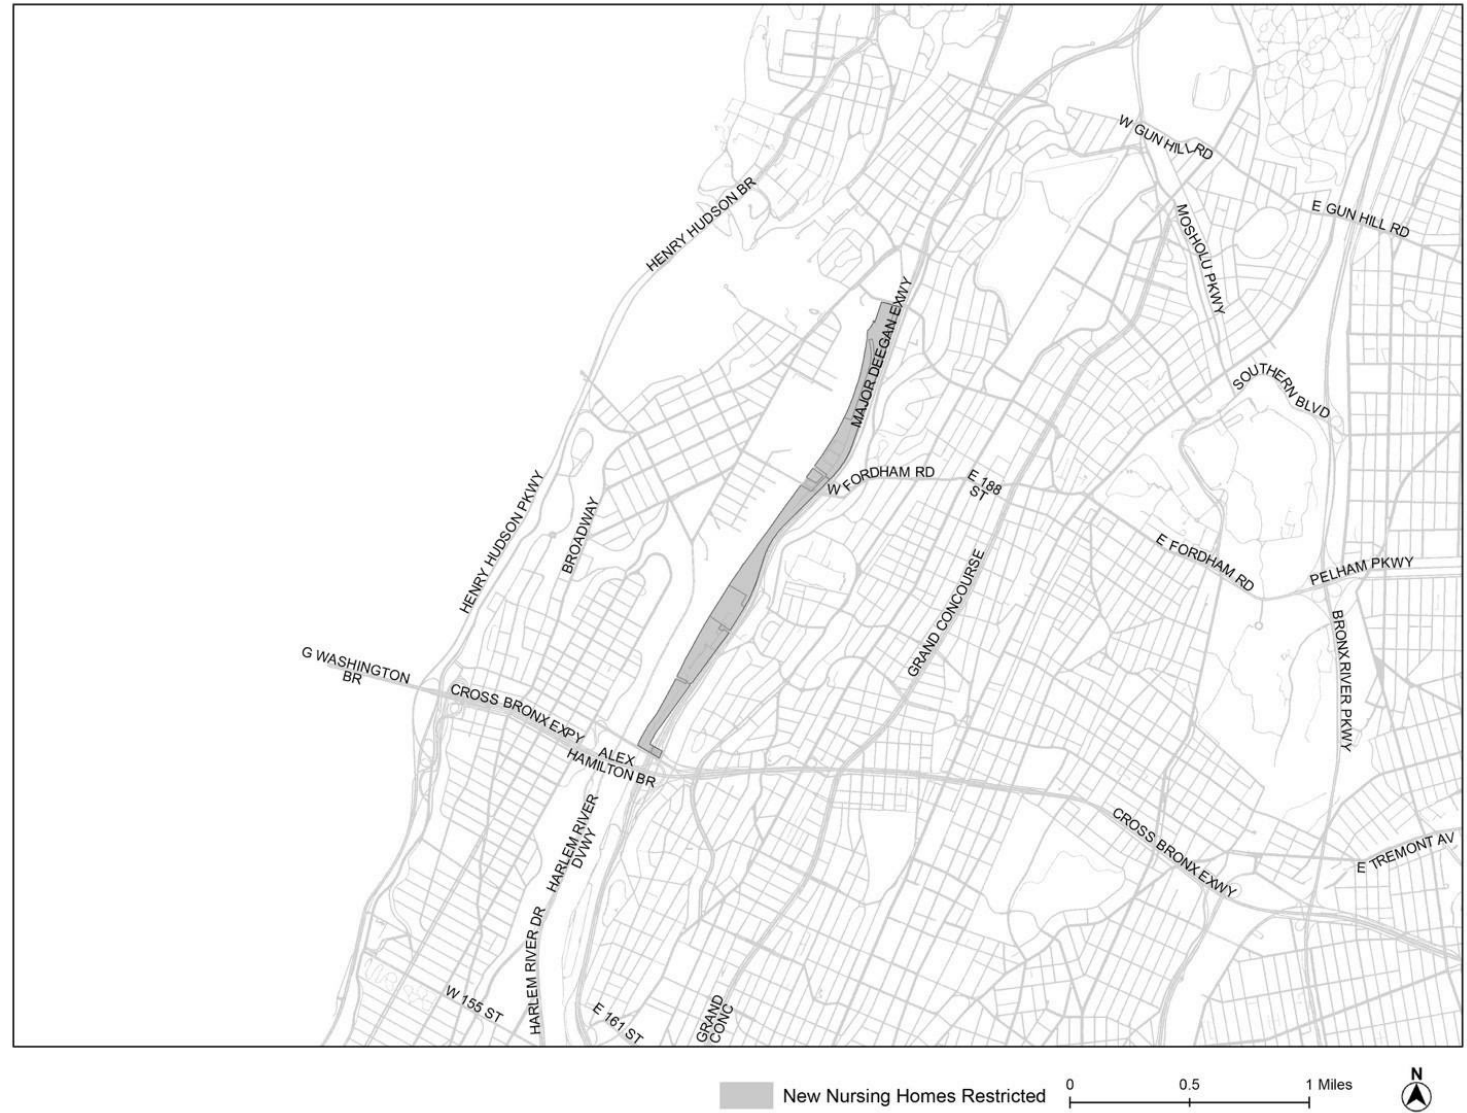 W GUN HILL RD
E GUN HILL RD
HENRY HUDSON BR
MOSHOLU PKWY
MAJOR DEEGAN EXWY
SOUTHERN BLVD
W FORDHAM RD
E 188
ST
HENRY HUDSON PKWY
BROADWAY
E FORDHAM RD
PELHAM PKWY
GRAND CONCOURSE
BRONX RIVER PKWY
G WASHINGTON
BR
CROSS BRONX EXPY
ALEX
HAMILTON BR
HARLEM RIVER
DVWY
CROSS BRONX EXWY
E TREMONT AV
HARLEM RIVER DR
W 155 ST
E 161 ST
GRAND
CONC
New Nursing Homes Restricted
0 0.5 1 Miles
N